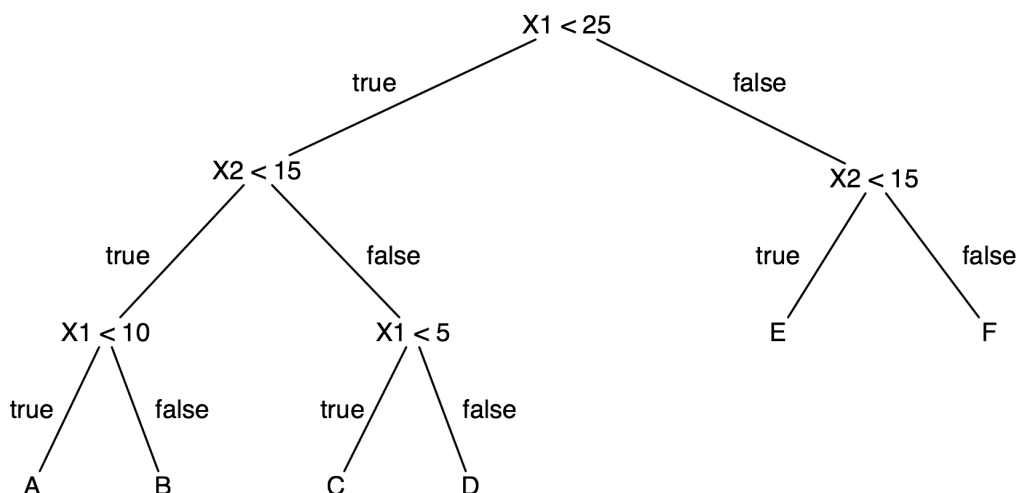 X1 < 25
true
false
X2 < 15
X2 < 15
true
false
true
false
X1 < 10
X1 < 5
E
F
true
false
true
false
A
B
C
D